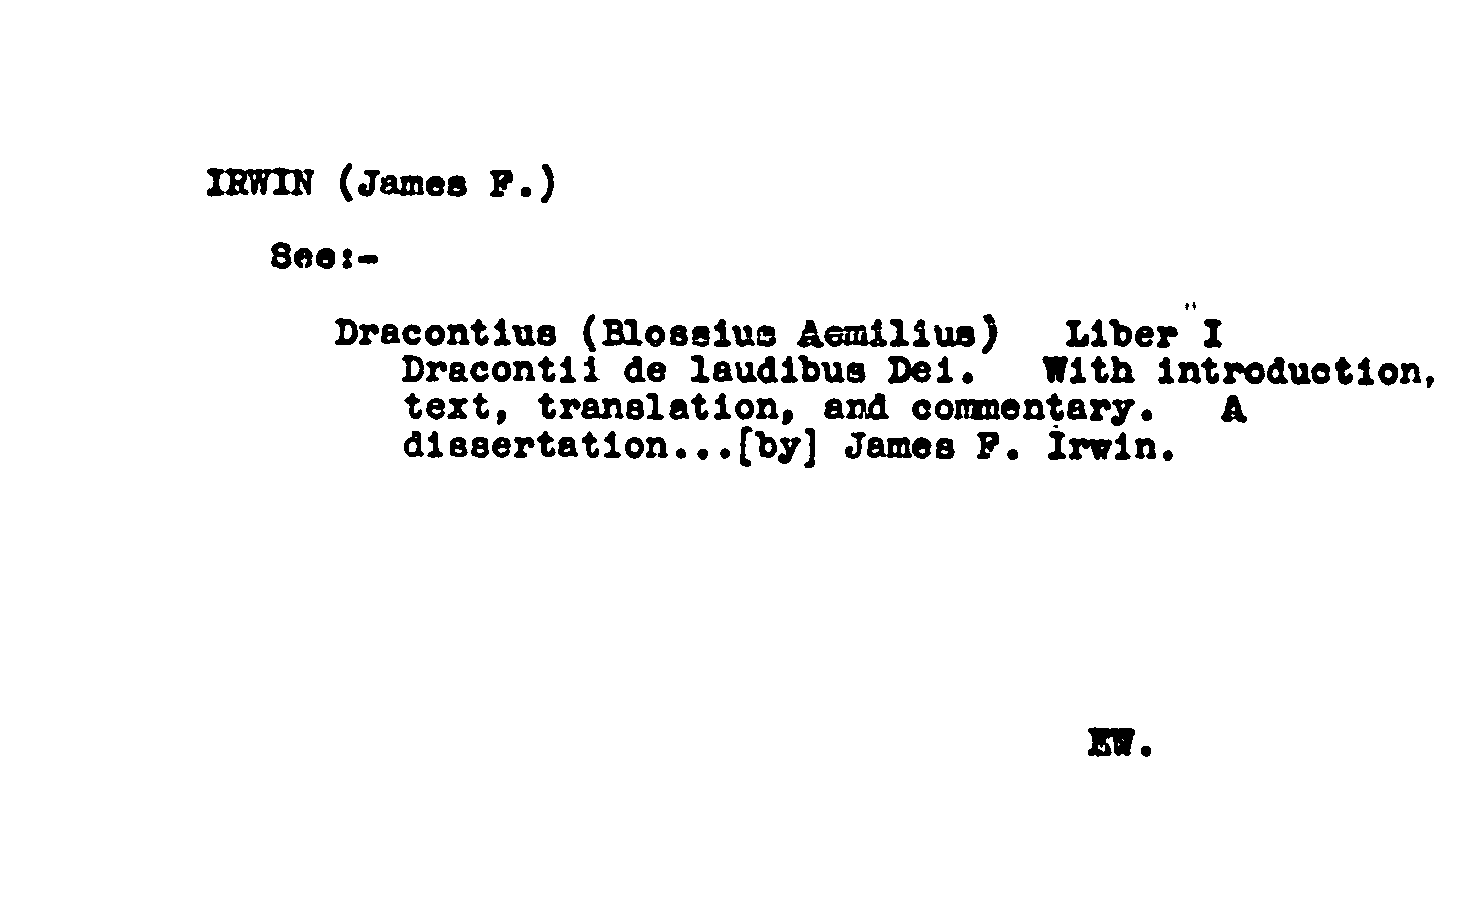 IRWIN (James F.)
See:-
Dracontius (Blossius Aemilius) Liber I
Dracontii de laudibus Dei. With introduction,
text, translation, and commentary. A
dissertation...[by] James F. Irwin.
EW.